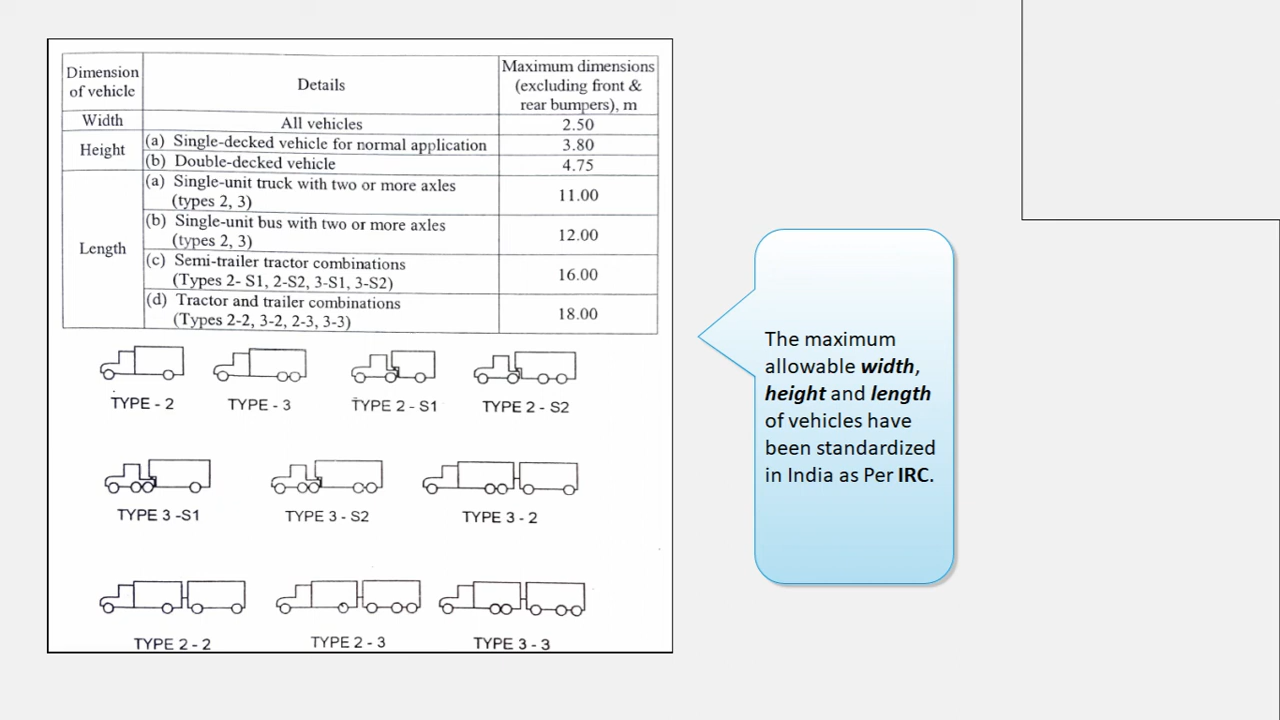 Dimension of vehicle | Details | Maximum dimensions (excluding front & rear bumpers), m
Width | All vehicles | 2.50
Height | (a) Single-decked vehicle for normal application | 3.80
(b) Double-decked vehicle | 4.75
Length | (a) Single-unit truck with two or more axles (types 2, 3) | 11.00
(b) Single-unit bus with two or more axles (types 2, 3) | 12.00
(c) Semi-trailer tractor combinations (Types 2- S1, 2-S2, 3-S1, 3-S2) | 16.00
(d) Tractor and trailer combinations (Types 2-2, 3-2, 2-3, 3-3) | 18.00
TYPE - 2 TYPE - 3 TYPE 2 - S1 TYPE 2 - S2
TYPE 3 -S1 TYPE 3 - S2 TYPE 3 - 2
TYPE 2 - 2 TYPE 2 - 3 TYPE 3 - 3
The maximum
allowable width,
height and length
of vehicles have
been standardized
in India as Per IRC.